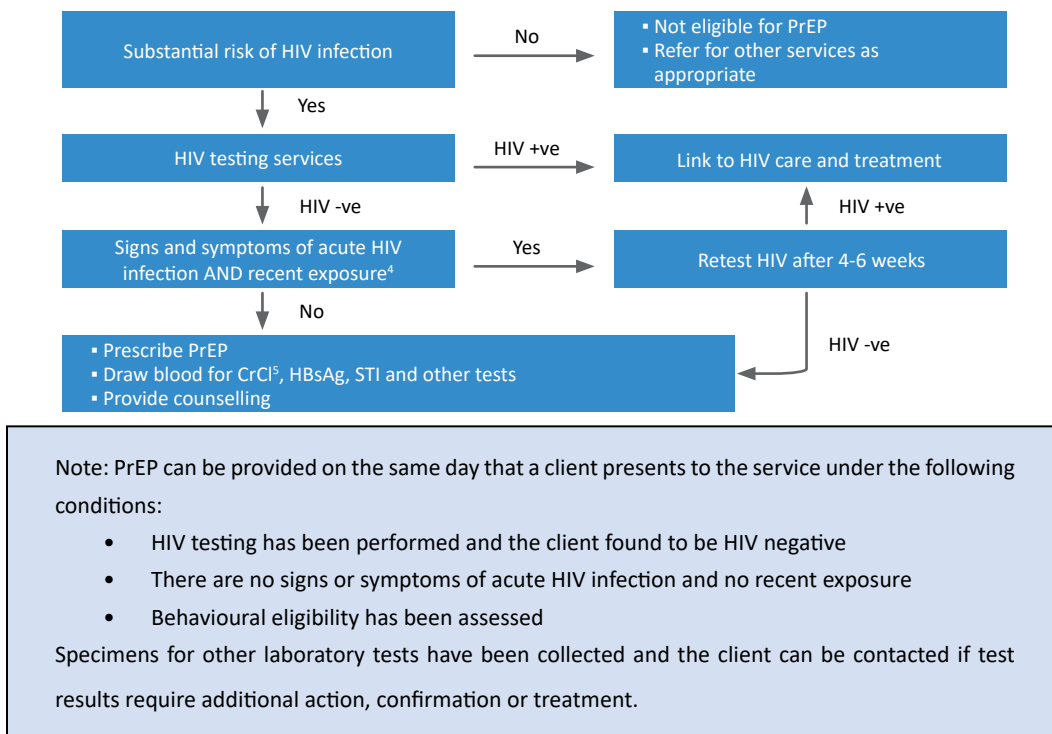 Substantial risk of HIV infection
No
▪ Not eligible for PrEP
▪ Refer for other services as
appropriate
Yes
HIV testing services
HIV +ve
Link to HIV care and treatment
HIV -ve
HIV +ve
Signs and symptoms of acute HIV
infection AND recent exposure⁴
Yes
Retest HIV after 4-6 weeks
No
▪ Prescribe PrEP
▪ Draw blood for CrCl⁵, HBsAg, STI and other tests
▪ Provide counselling
HIV -ve
Note: PrEP can be provided on the same day that a client presents to the service under the following
conditions:
• HIV testing has been performed and the client found to be HIV negative
• There are no signs or symptoms of acute HIV infection and no recent exposure
• Behavioural eligibility has been assessed
Specimens for other laboratory tests have been collected and the client can be contacted if test
results require additional action, confirmation or treatment.